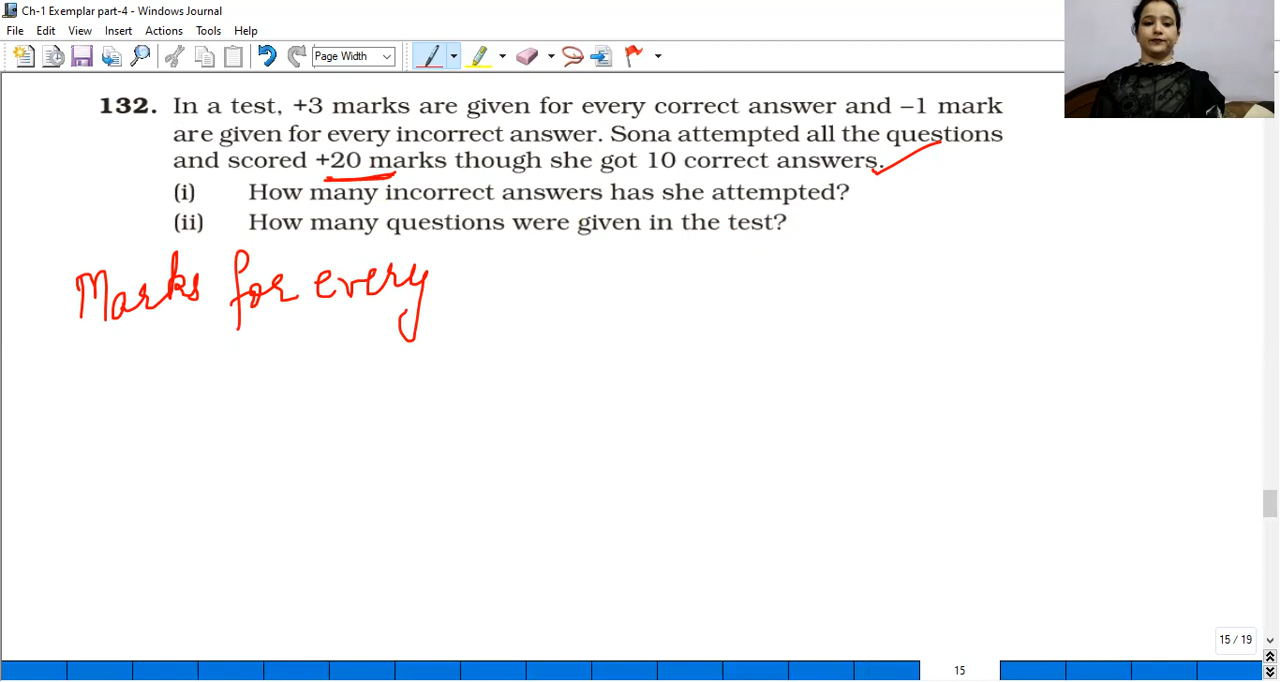 Ch-1 Exemplar part-4 - Windows Journal
File Edit View Insert Actions Tools Help
Page Width
132. In a test, +3 marks are given for every correct answer and –1 mark
are given for every incorrect answer. Sona attempted all the questions
and scored +20 marks though she got 10 correct answers.
(i) How many incorrect answers has she attempted?
(ii) How many questions were given in the test?
Marks for every
15 / 19
15